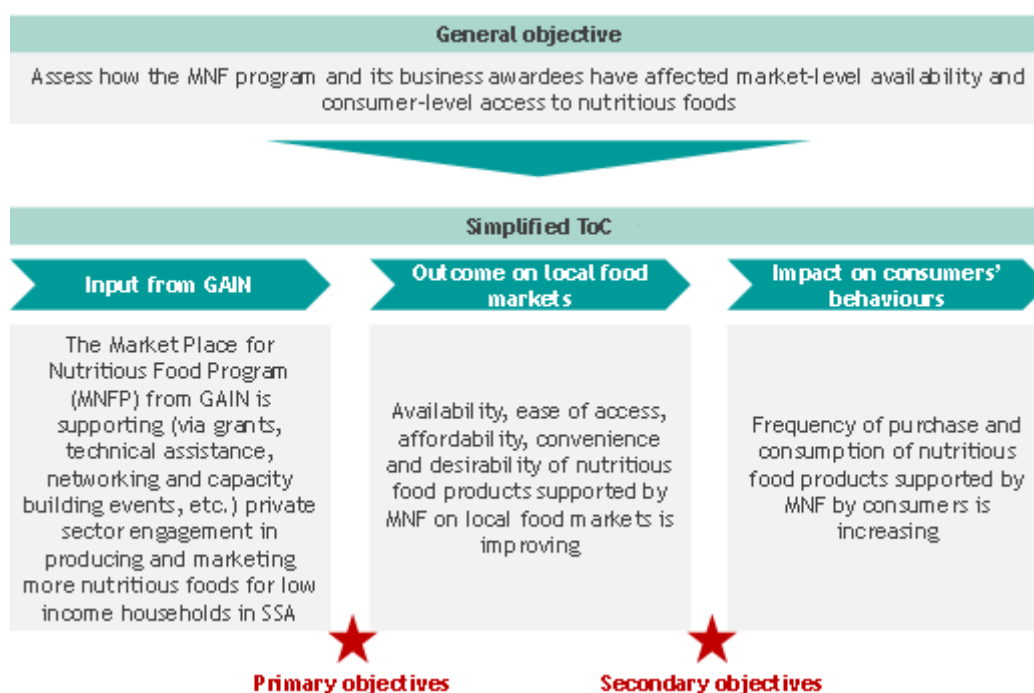 General objective
Assess how the MNF program and its business awardees have affected market-level availability and
consumer-level access to nutritious foods
Simplified ToC
Input from GAIN
The Market Place for
Nutritious Food Program
(MNFP) from GAIN is
supporting (via grants,
technical assistance,
networking and capacity
building events, etc.) private
sector engagement in
producing and marketing
more nutritious foods for low
income households in SSA
Outcome on local food
markets
Availability, ease of access,
affordability, convenience
and desirability of nutritious
food products supported by
MNF on local food markets is
improving
Impact on consumers'
behaviours
Frequency of purchase and
consumption of nutritious
food products supported by
MNF by consumers is
increasing
Primary objectives
Secondary objectives